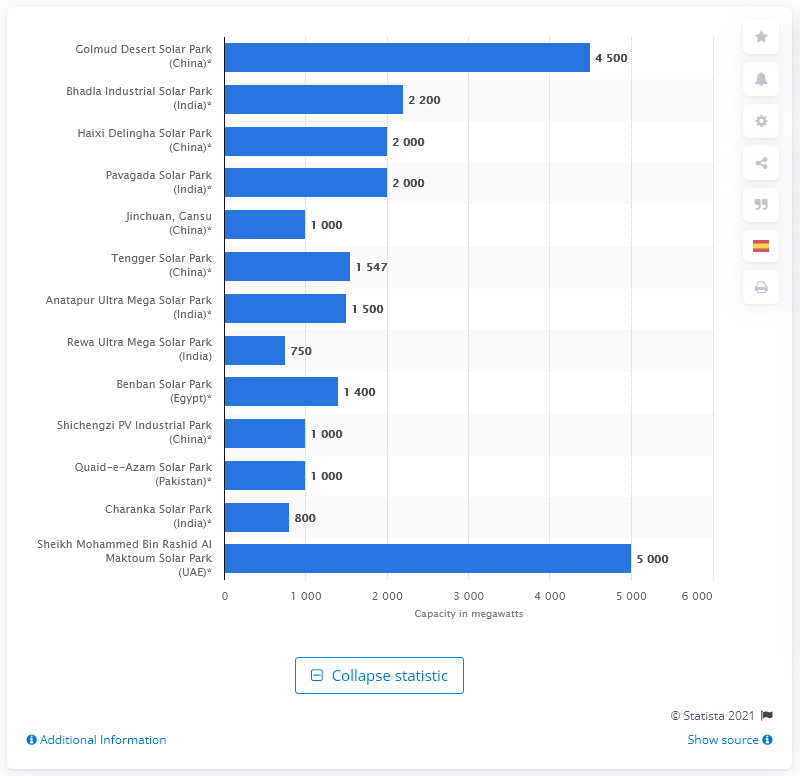 Golmud Desert Solar Park
(China)*
4 500
Bhadla Industrial Solar Park
(India)*
2 200
Haixi Delingha Solar Park
(China)*
2 000
Pavagada Solar Park
(India)*
2 000
Jinchuan, Gansu
(China)*
1 000
Tengger Solar Park
(China)*
1 547
Anatapur Ultra Mega Solar Park
(India)*
1 500
Rewa Ultra Mega Solar Park
(India)
750
Benban Solar Park
(Egypt)*
1 400
Shichengzi PV Industrial Park
(China)*
1 000
Quaid-e-Azam Solar Park
(Pakistan)*
1 000
Charanka Solar Park
(India)*
800
Sheikh Mohammed Bin Rashid Al
Maktoum Solar Park
(UAE)*
5 000
0 1 000 2 000 3 000 4 000 5 000 6 000
Capacity in megawatts
Collapse statistic
© Statista 2021
Additional Information
Show source